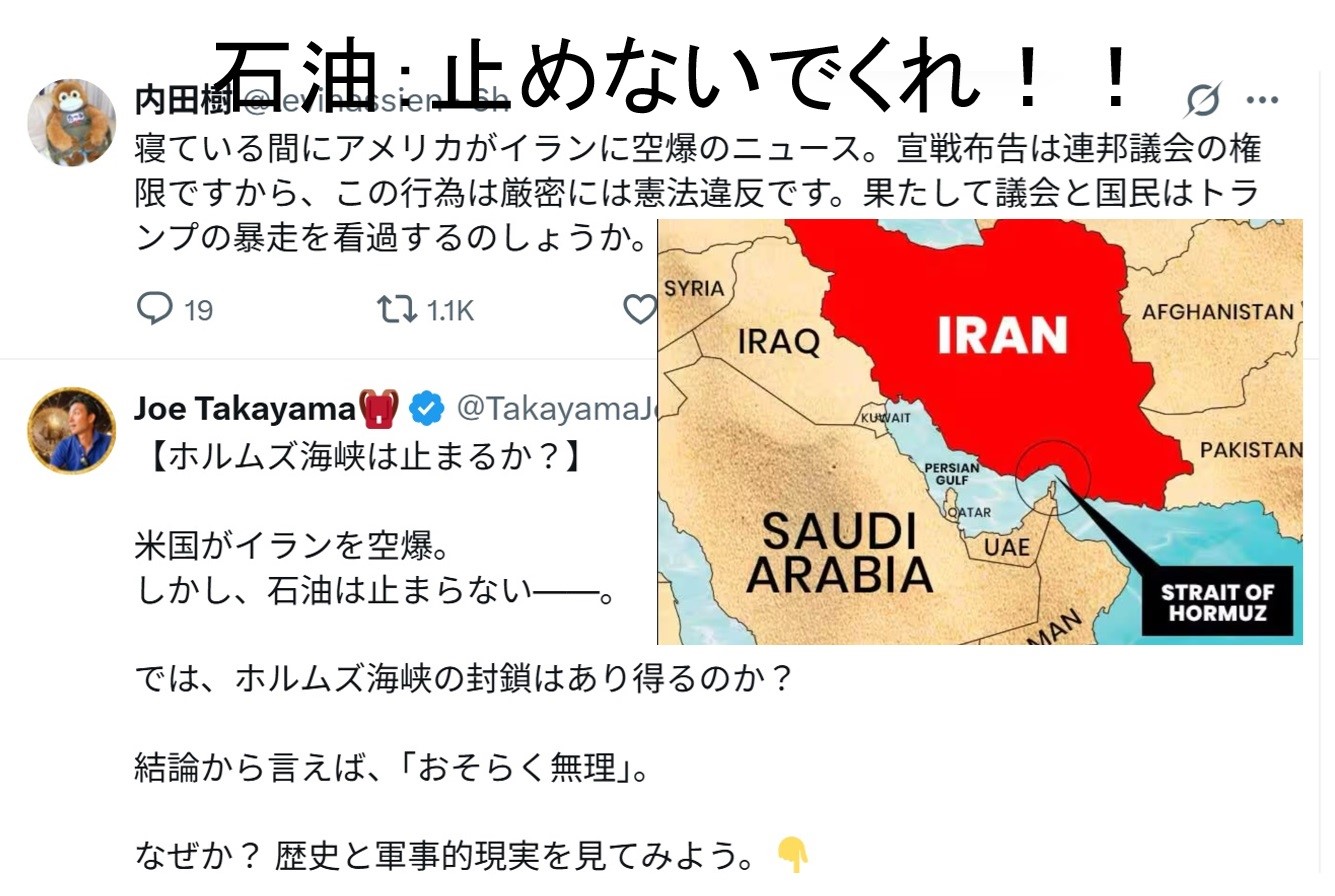 石油:止めないでくれ！！
内田樹 @levinassien · 6h
寝ている間にアメリカがイランに空爆のニュース。宣戦布告は連邦議会の権
限ですから、この行為は厳密には憲法違反です。果たして議会と国民はトラ
ンプの暴走を看過するのしょうか。
19 1.1K
Joe Takayama @TakayamaJo
【ホルムズ海峡は止まるか？】
米国がイランを空爆。
しかし、石油は止まらない――。
では、ホルムズ海峡の封鎖はあり得るのか？
結論から言えば、「おそらく無理」。
なぜか？ 歴史と軍事的現実を見てみよう。👇
SYRIA
IRAQ
IRAN
AFGHANISTAN
KUWAIT
PAKISTAN
PERSIAN
GULF
QATAR
SAUDI
ARABIA
UAE
MAN
STRAIT OF
HORMUZ